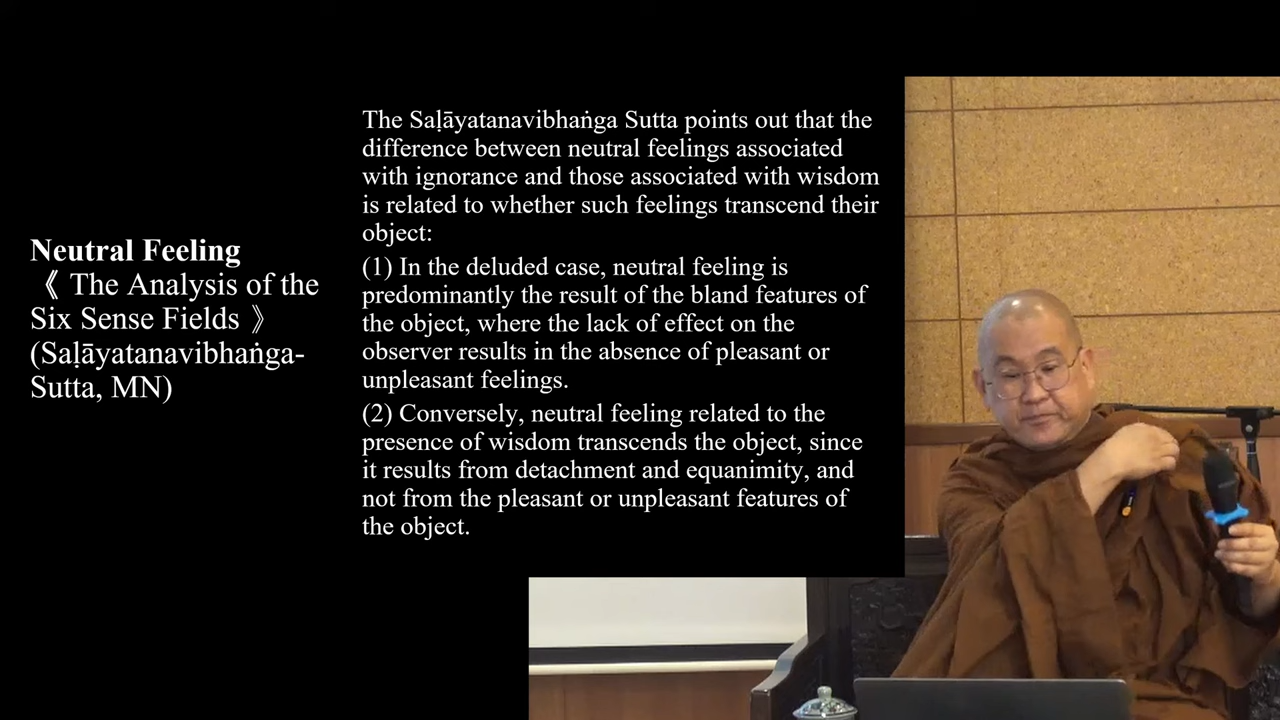 Neutral Feeling
《 The Analysis of the
Six Sense Fields 》
(Saḷāyatanavibhaṅga-
Sutta, MN)
The Saḷāyatanavibhaṅga Sutta points out that the
difference between neutral feelings associated
with ignorance and those associated with wisdom
is related to whether such feelings transcend their
object:
(1) In the deluded case, neutral feeling is
predominantly the result of the bland features of
the object, where the lack of effect on the
observer results in the absence of pleasant or
unpleasant feelings.
(2) Conversely, neutral feeling related to the
presence of wisdom transcends the object, since
it results from detachment and equanimity, and
not from the pleasant or unpleasant features of
the object.